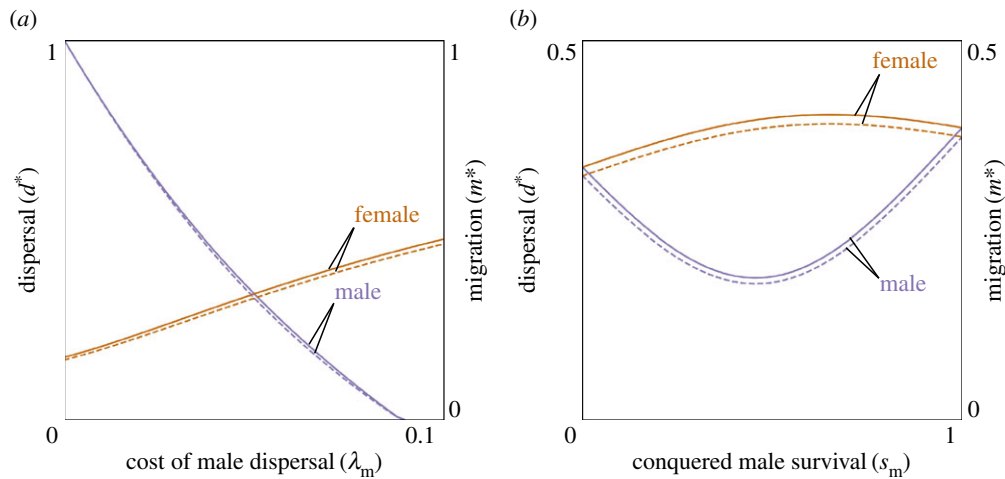 (a)
1
1
dispersal (d*)
migration (m*)
female
male
0
0
0.1
cost of male dispersal (λm)
(b)
0.5
0.5
female
dispersal (d*)
migration (m*)
male
0
0
1
conquered male survival (sm)